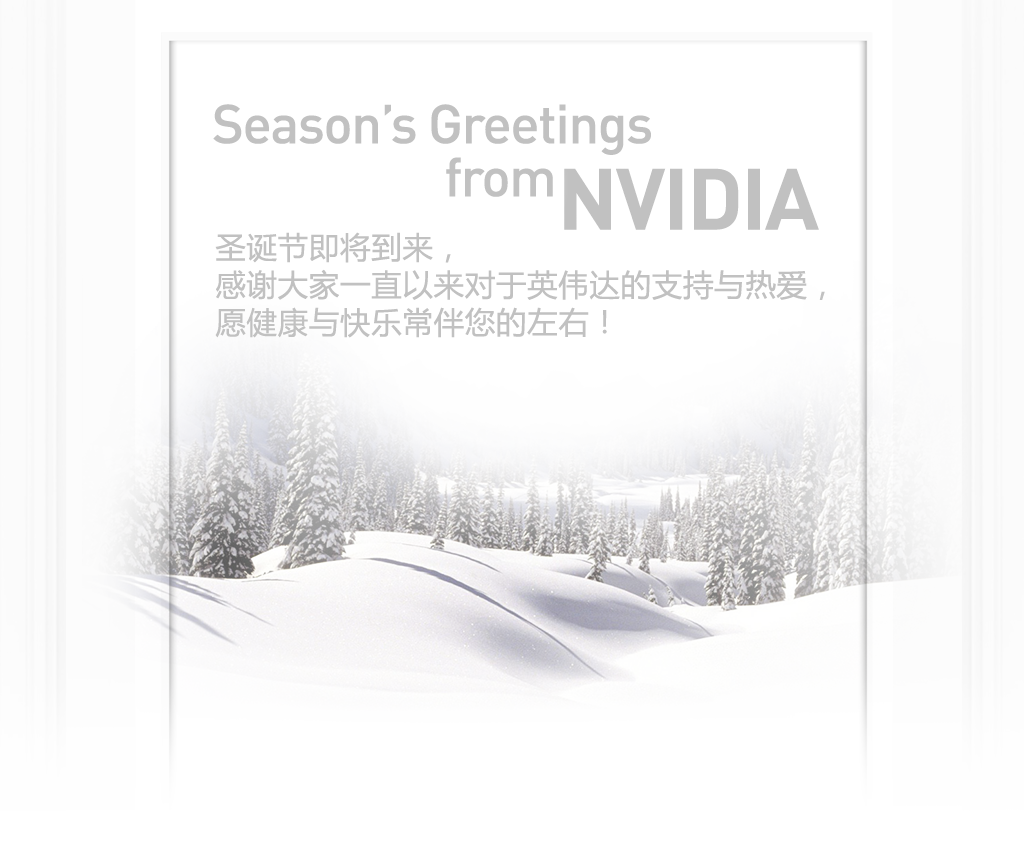 Season's Greetings
from NVIDIA
圣诞节即将到来，
感谢大家一直以来对于英伟达的支持与热爱，
愿健康与快乐常伴您的左右！